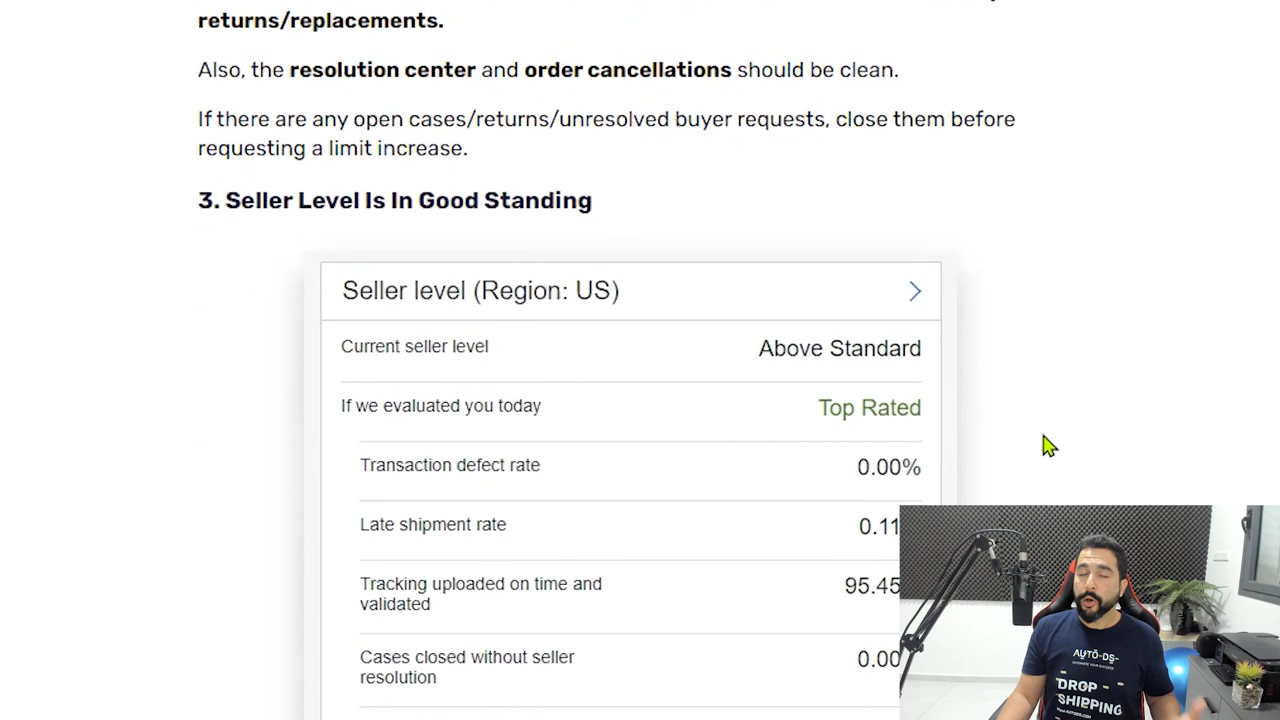 returns/replacements.
Also, the resolution center and order cancellations should be clean.
If there are any open cases/returns/unresolved buyer requests, close them before
requesting a limit increase.
3. Seller Level Is In Good Standing
Seller level (Region: US)
Current seller level Above Standard
If we evaluated you today Top Rated
Transaction defect rate 0.00%
Late shipment rate 0.11
Tracking uploaded on time and
validated 95.45
Cases closed without seller
resolution 0.00
AUTO-DS-
AUTOMATE YOUR SUCCESS
DROP
SHIPPING